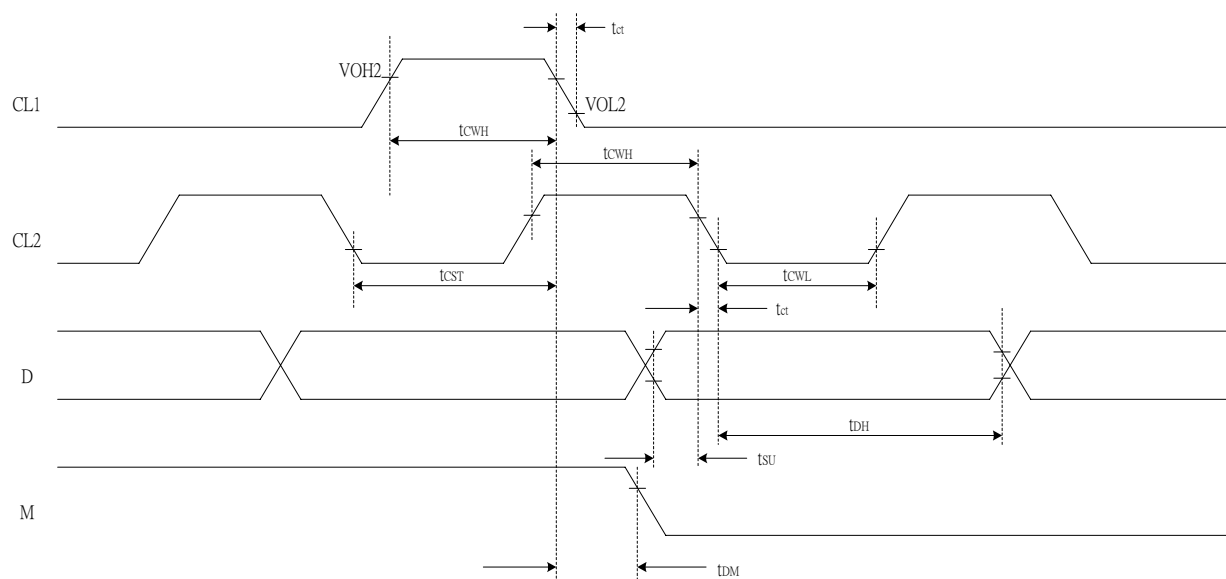 tct
VOH2
CL1
VOL2
tCWH
tCWH
CL2
tCST
tCWL
tct
D
tDH
tSU
M
tDM